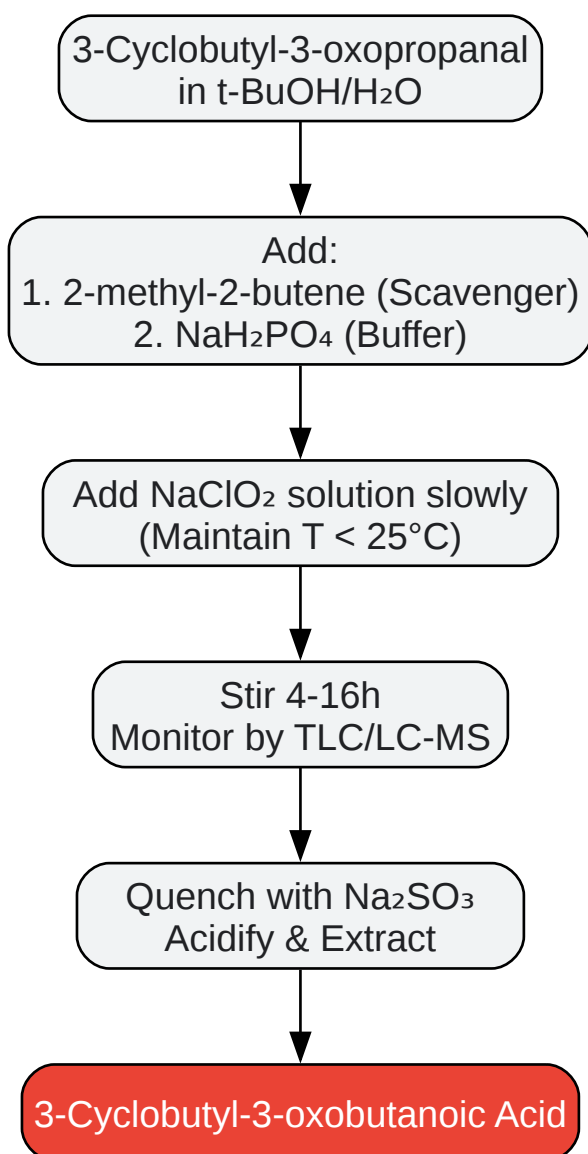 3-Cyclobutyl-3-oxopropanal
in t-BuOH/H₂O
Add:
1. 2-methyl-2-butene (Scavenger)
2. NaH₂PO₄ (Buffer)
Add NaClO₂ solution slowly
(Maintain T < 25°C)
Stir 4-16h
Monitor by TLC/LC-MS
Quench with Na₂SO₃
Acidify & Extract
3-Cyclobutyl-3-oxobutanoic Acid